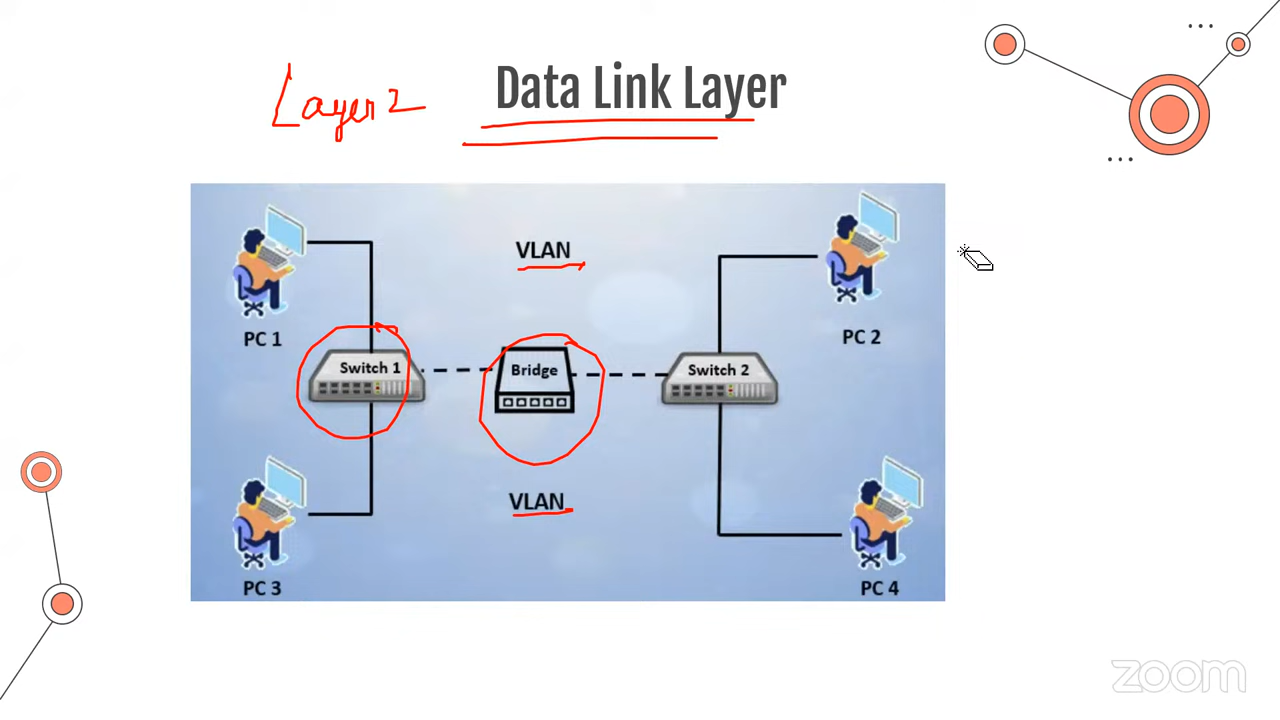 Layer 2 Data Link Layer
VLAN
PC 1
PC 2
Switch 1
Bridge
Switch 2
VLAN
PC 3
PC 4
zoom